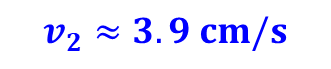 v₂ ≈ 3.9 cm/s